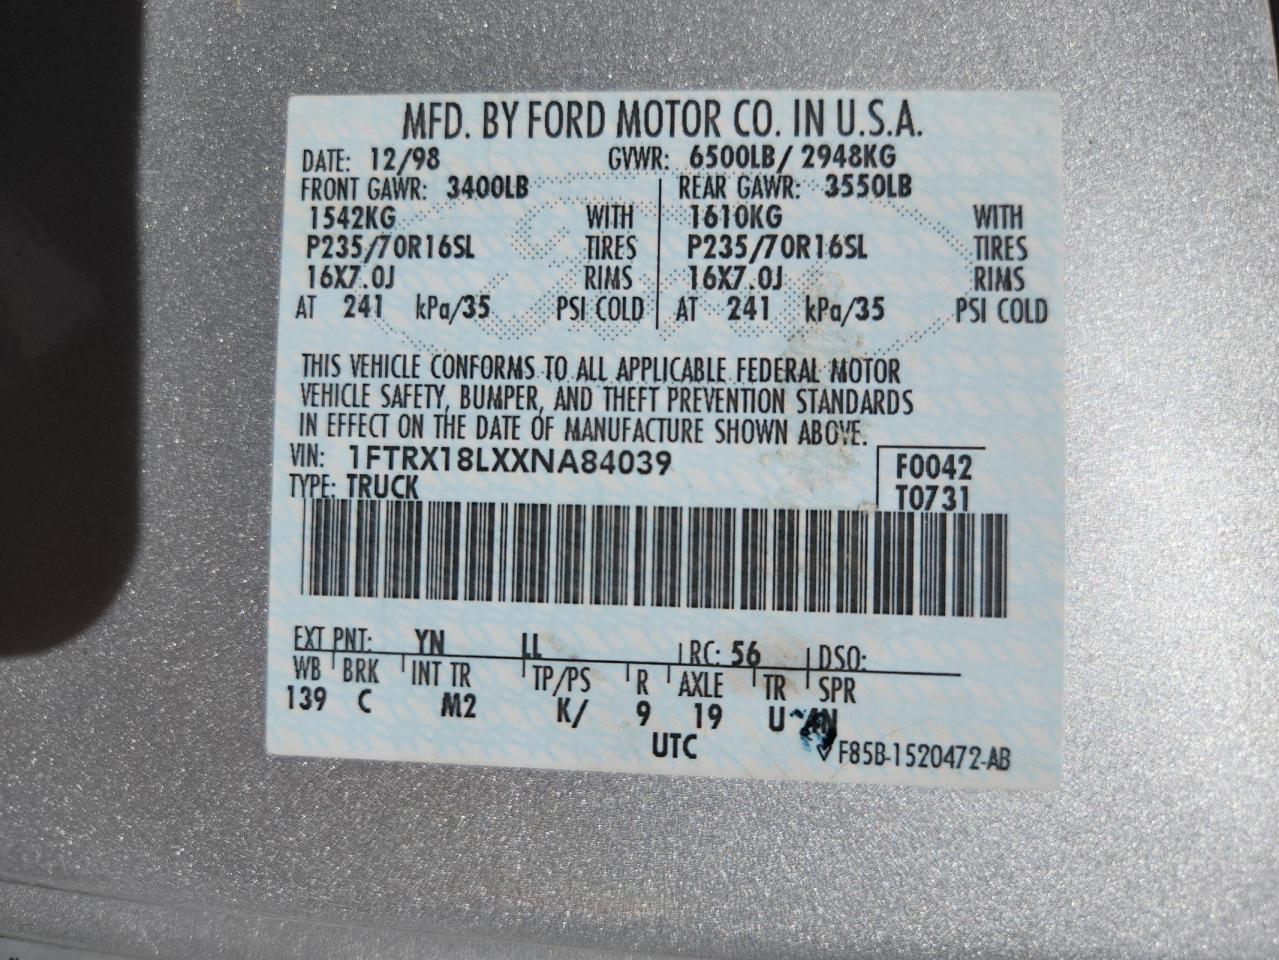 MFD. BY FORD MOTOR CO. IN U.S.A.
DATE: 12/98 GVWR: 6500LB/ 2948KG
FRONT GAWR: 3400LB REAR GAWR: 3550LB
1542KG WITH 1610KG WITH
P235/70R16SL TIRES P235/70R16SL TIRES
16X7.0J RIMS 16X7.0J RIMS
AT 241 kPa/35 PSI COLD AT 241 kPa/35 PSI COLD
THIS VEHICLE CONFORMS TO ALL APPLICABLE FEDERAL MOTOR
VEHICLE SAFETY, BUMPER, AND THEFT PREVENTION STANDARDS
IN EFFECT ON THE DATE OF MANUFACTURE SHOWN ABOVE.
VIN: 1FTRX18LXXNA84039 F0042
TYPE: TRUCK T0731
EXT PNT: YN LL RC: 56 DSO:
WB BRK INT TR TP/PS R AXLE TR SPR
139 C M2 K/ 9 19 U
UTC F85B-1520472-AB